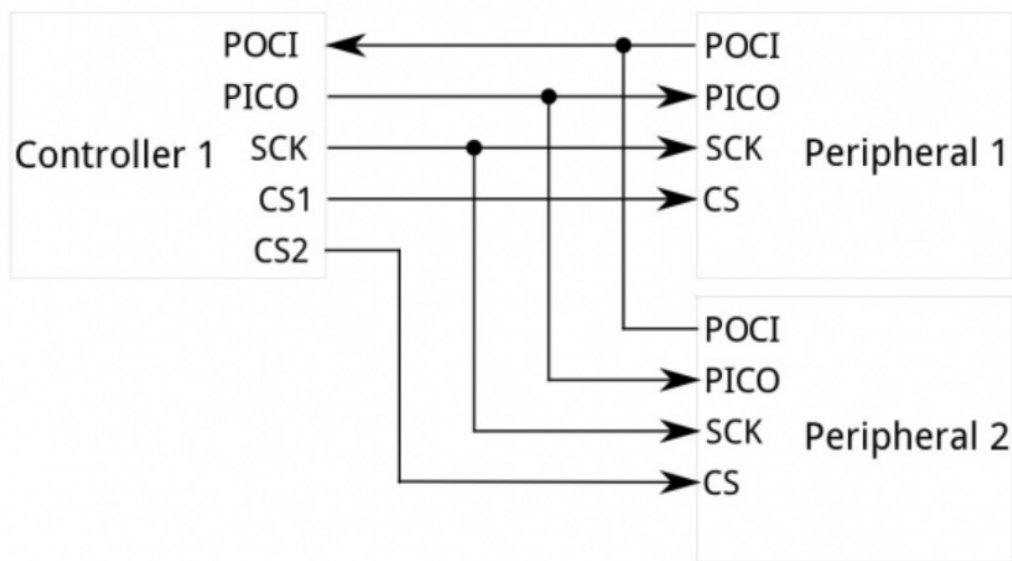 POCI
PICO
Controller 1
SCK
CS1
CS2
POCI
PICO
SCK
Peripheral 1
CS
POCI
PICO
SCK
Peripheral 2
CS